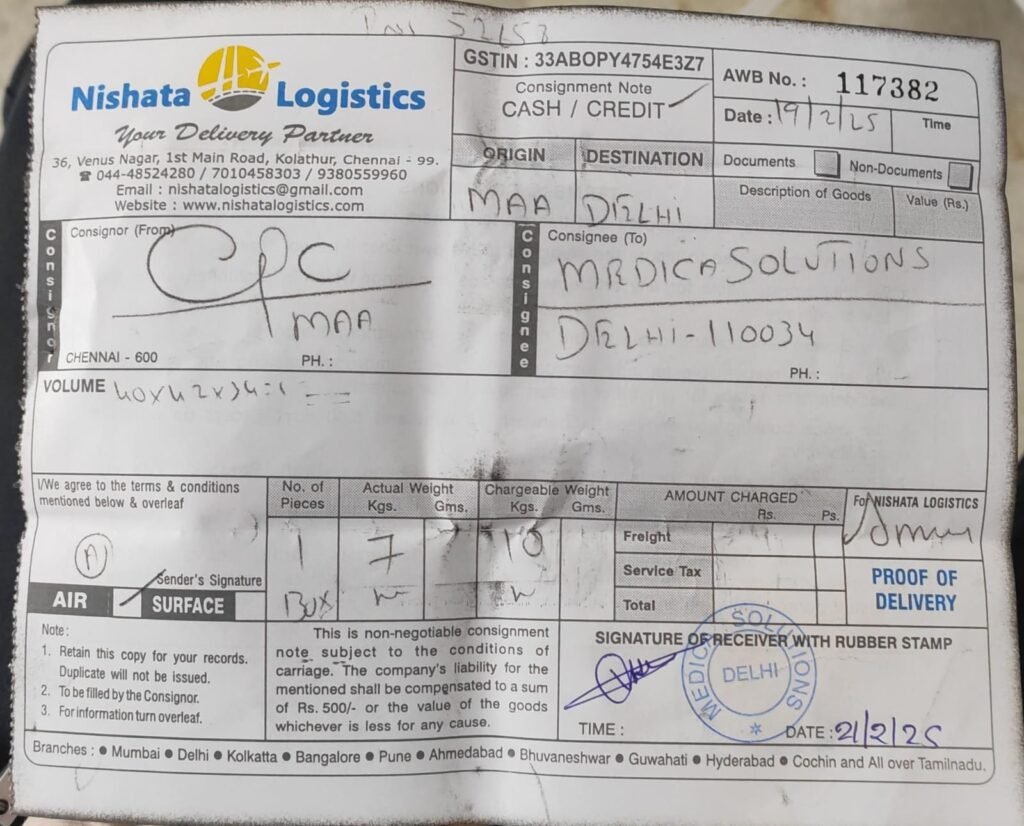 Nishata Logistics
Your Delivery Partner
36, Venus Nagar, 1st Main Road, Kolathur, Chennai - 99.
☎ 044-48524280 / 7010458303 / 9380559960
Email : nishatalogistics@gmail.com
Website : www.nishatalogistics.com
GSTIN : 33ABOPY4754E3Z7
Consignment Note
CASH / CREDIT
AWB No. : 117382
Date : 19/2/25
Time
ORIGIN
DESTINATION
MAA
DELHI
Documents
Non-Documents
Description of Goods
Value (Rs.)
Consignor
Consignor (From)
CPC
MAA
CHENNAI - 600
PH. :
Consignee
Consignee (To)
MEDICA SOLUTIONS
DELHI-110034
PH. :
VOLUME 40x42x34=1
I/We agree to the terms & conditions
mentioned below & overleaf
A
Sender's Signature
AIR
SURFACE
No. of
Pieces
1
BOX
Actual Weight
Kgs. Gms.
7
Chargeable Weight
Kgs. Gms.
10
AMOUNT CHARGED
Rs. Ps.
Freight
Service Tax
Total
For NISHATA LOGISTICS
PROOF OF
DELIVERY
Note :
1. Retain this copy for your records.
Duplicate will not be issued.
2. To be filled by the Consignor.
3. For information turn overleaf.
This is non-negotiable consignment
note subject to the conditions of
carriage. The company's liability for the
mentioned shall be compensated to a sum
of Rs. 500/- or the value of the goods
whichever is less for any cause.
SIGNATURE OF RECEIVER WITH RUBBER STAMP
MEDICA SOLUTIONS
DELHI
TIME :
DATE : 21/2/25
Branches : ● Mumbai ● Delhi ● Kolkatta ● Bangalore ● Pune ● Ahmedabad ● Bhuvaneshwar ● Guwahati ● Hyderabad ● Cochin and All over Tamilnadu.